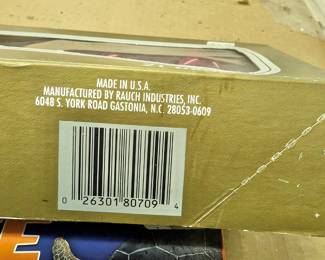 MADE IN U.S.A.
MANUFACTURED BY RAUCH INDUSTRIES, INC.
6048 S. YORK ROAD GASTONIA, N.C. 28053-0609
0 26301 80709 4
E